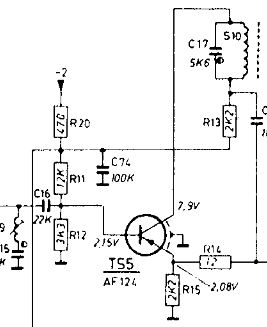 C17
S10
5K6
-2
470
R20
R13
2K2
C74
R11
12K
100K
C16
7,9V
22K
R12
3K3
2,15V
R14
12
TS5
AF124
2K2
R15
2,08V